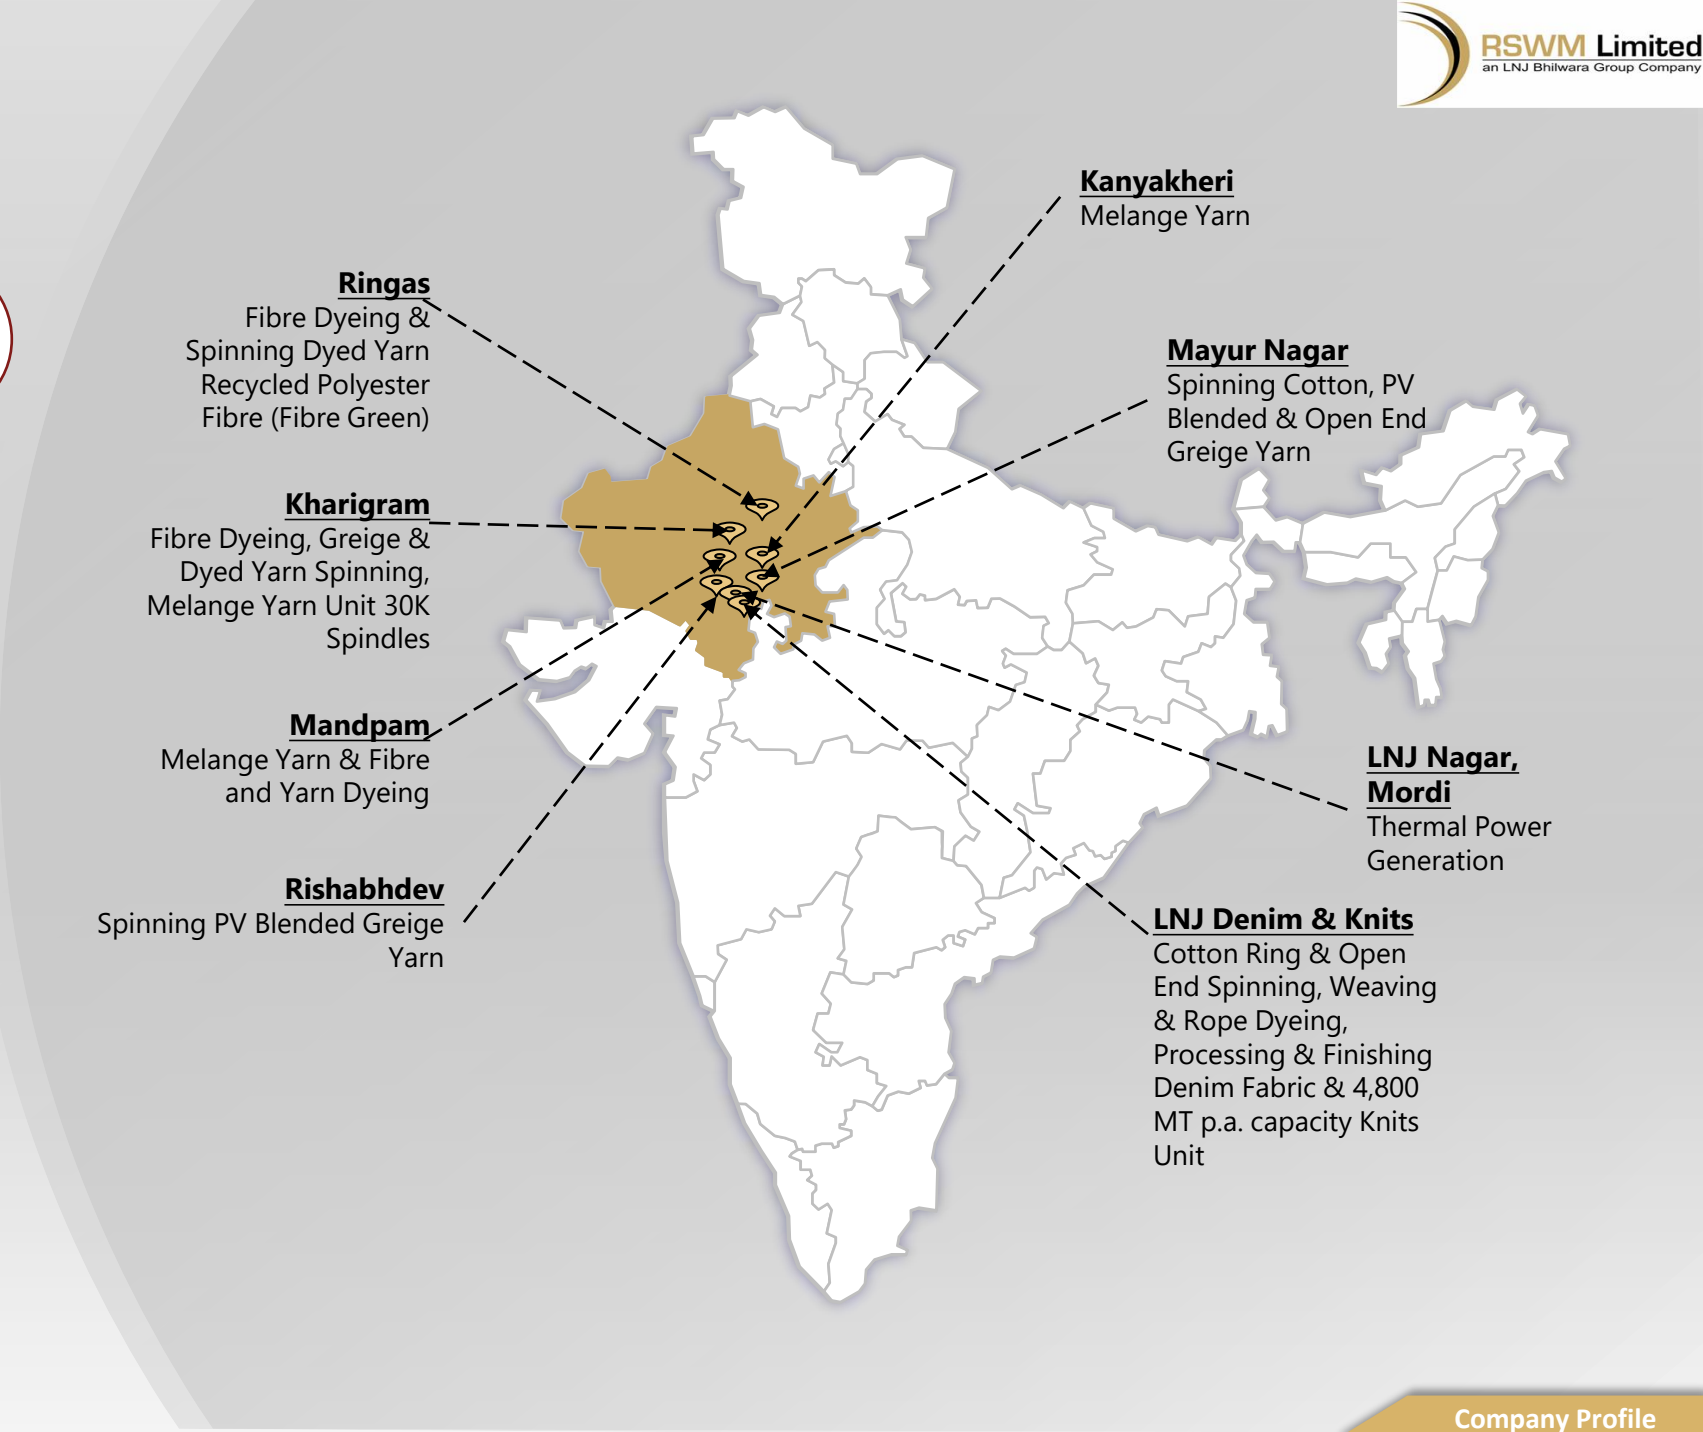 RSWM Limited
an LNJ Bhilwara Group Company
Kanyakheri
Melange Yarn
Ringas
Fibre Dyeing &
Spinning Dyed Yarn
Recycled Polyester
Fibre (Fibre Green)
Mayur Nagar
Spinning Cotton, PV
Blended & Open End
Greige Yarn
Kharigram
Fibre Dyeing, Greige &
Dyed Yarn Spinning,
Melange Yarn Unit 30K
Spindles
Mandpam
Melange Yarn & Fibre
and Yarn Dyeing
LNJ Nagar,
Mordi
Thermal Power
Generation
Rishabhdev
Spinning PV Blended Greige
Yarn
LNJ Denim & Knits
Cotton Ring & Open
End Spinning, Weaving
& Rope Dyeing,
Processing & Finishing
Denim Fabric & 4,800
MT p.a. capacity Knits
Unit
Company Profile